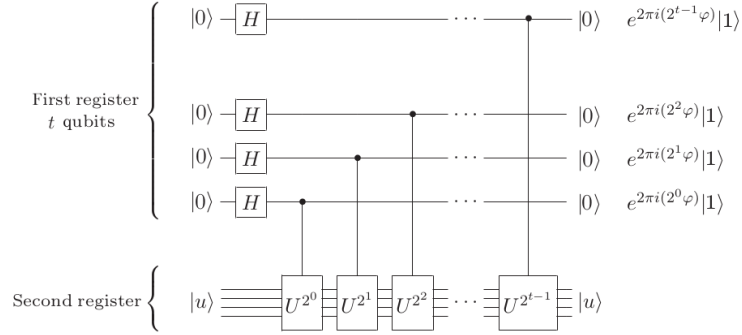 |0⟩ H ··· |0⟩ e^{2πi(2^{t−1}φ)}|1⟩
First register
t qubits
|0⟩ H ··· |0⟩ e^{2πi(2^2φ)}|1⟩
|0⟩ H ··· |0⟩ e^{2πi(2^1φ)}|1⟩
|0⟩ H ··· |0⟩ e^{2πi(2^0φ)}|1⟩
Second register |u⟩ U^{2^0} U^{2^1} U^{2^2} ··· U^{2^{t−1}} |u⟩